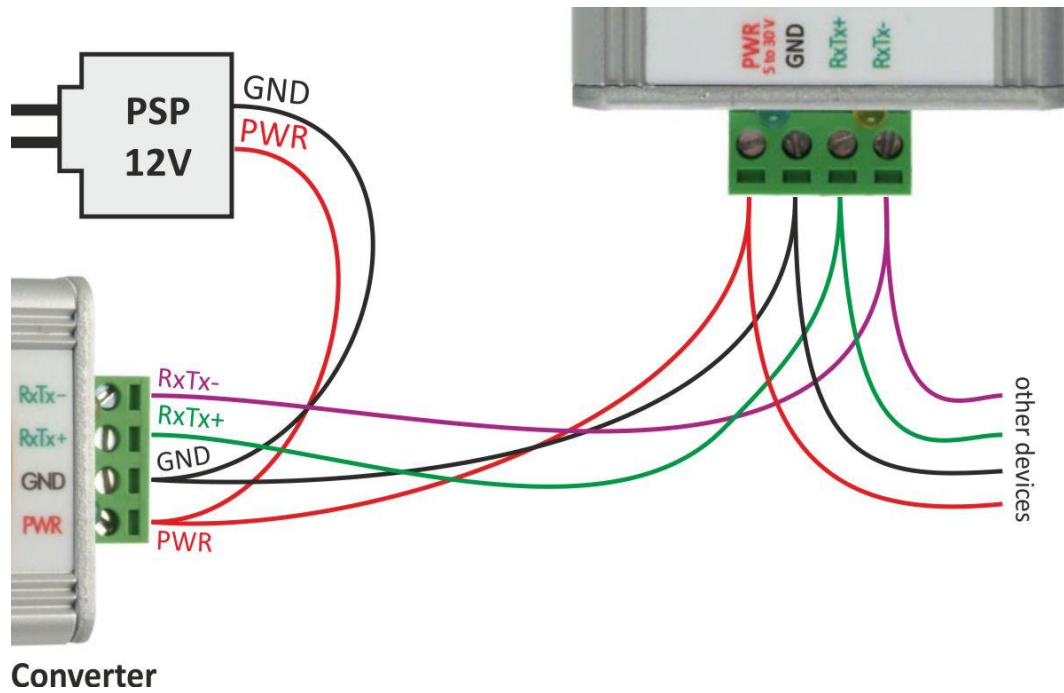 PSP
12V
GND
PWR
PWR
5 to 30 V
GND
RxTx+
RxTx-
RxTx−
RxTx+
GND
PWR
RxTx-
RxTx+
GND
PWR
other devices
Converter